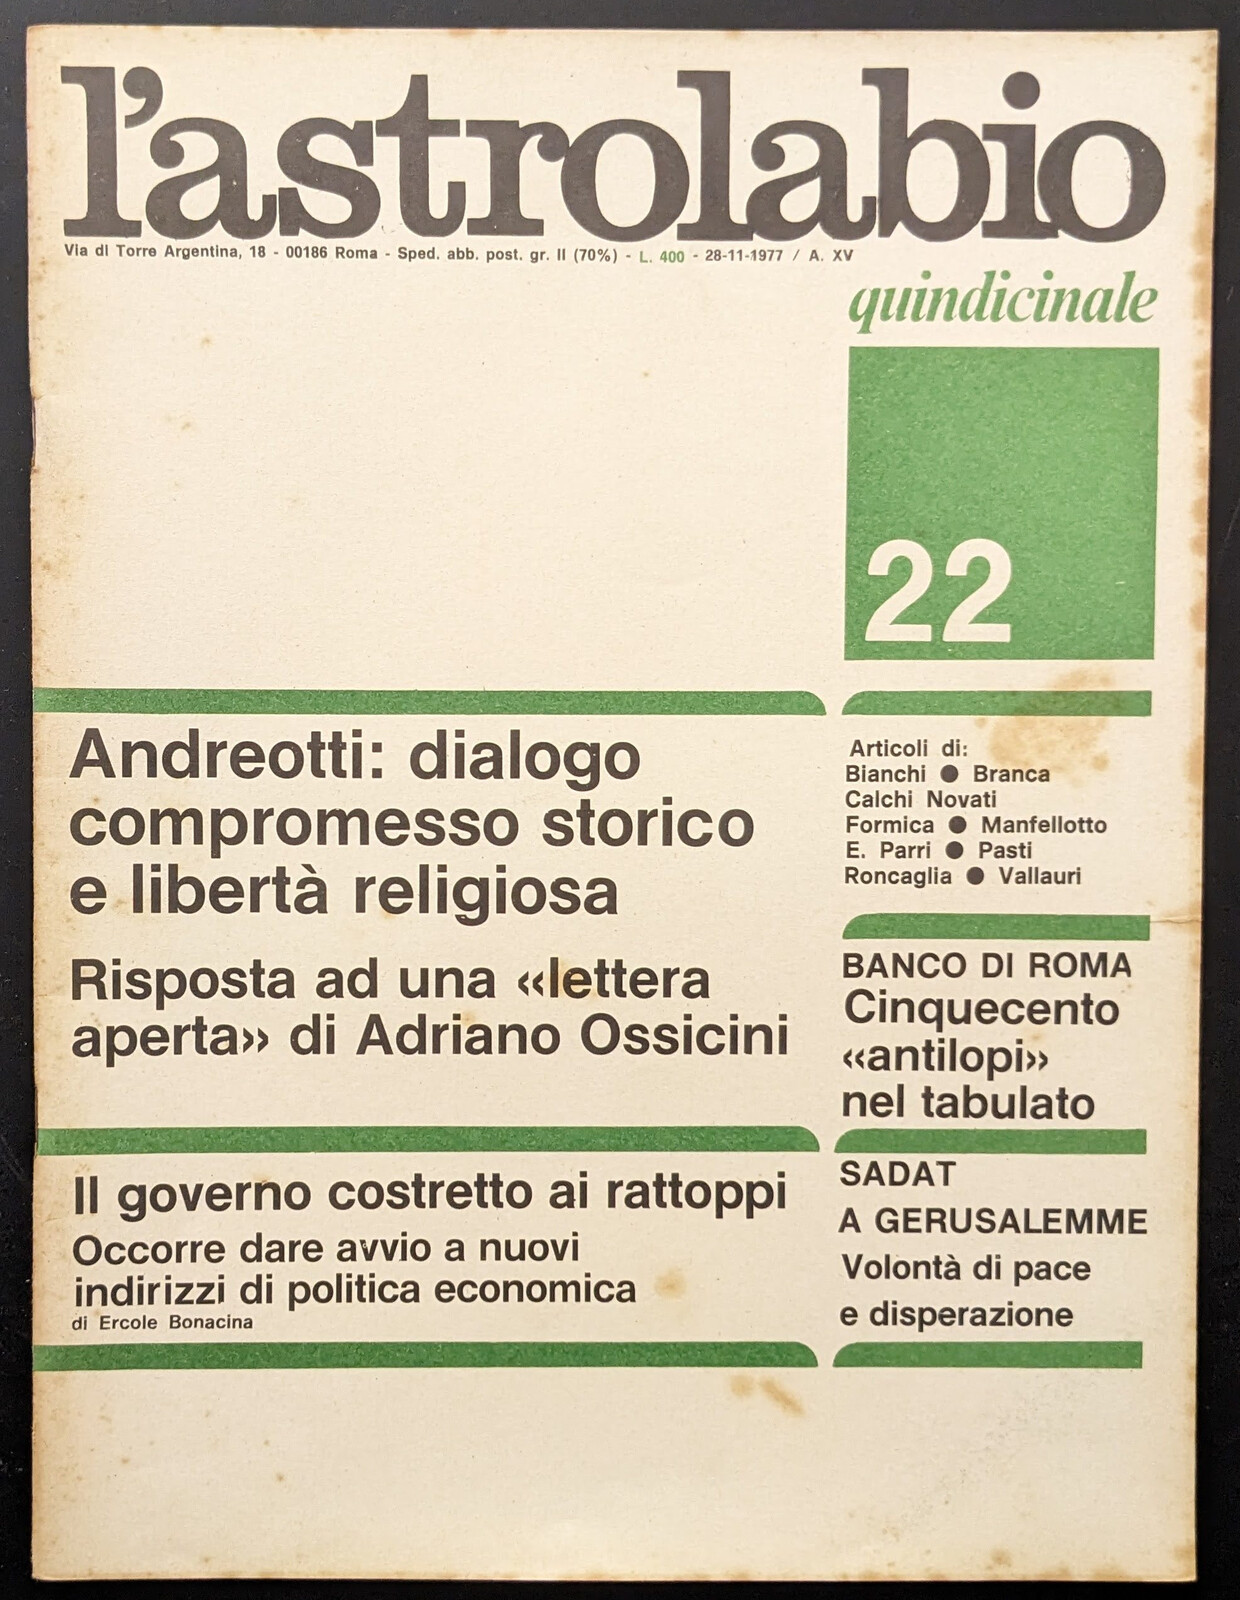 l'astrolabio
Via di Torre Argentina, 18 - 00186 Roma - Sped. abb. post. gr. II (70%) - L. 400 - 28-11-1977 / A. XV
quindicinale
22
Andreotti: dialogo
compromesso storico
e libertà religiosa
Risposta ad una «lettera
aperta» di Adriano Ossicini
Il governo costretto ai rattoppi
Occorre dare avvio a nuovi
indirizzi di politica economica
di Ercole Bonacina
Articoli di:
Bianchi ● Branca
Calchi Novati
Formica ● Manfellotto
E. Parri ● Pasti
Roncaglia ● Vallauri
BANCO DI ROMA
Cinquecento
«antilopi»
nel tabulato
SADAT
A GERUSALEMME
Volontà di pace
e disperazione